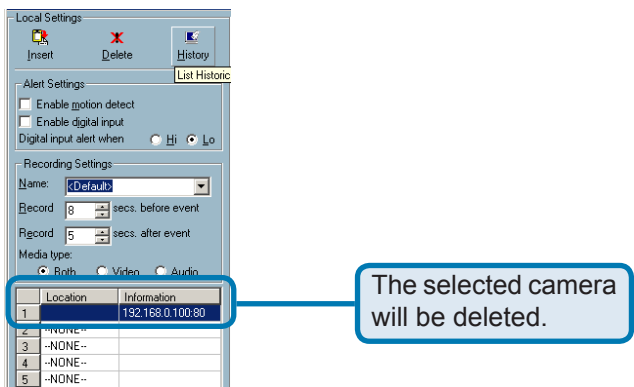 Local Settings
Insert Delete History
List Historic
Alert Settings
Enable motion detect
Enable digital input
Digital input alert when Hi Lo
Recording Settings
Name: <Default>
Record 8 secs. before event
Record 5 secs. after event
Media type:
Both Video Audio
Location Information
1 192.168.0.100:80
2 --NONE--
3 --NONE--
4 --NONE--
5 --NONE--
The selected camera
will be deleted.